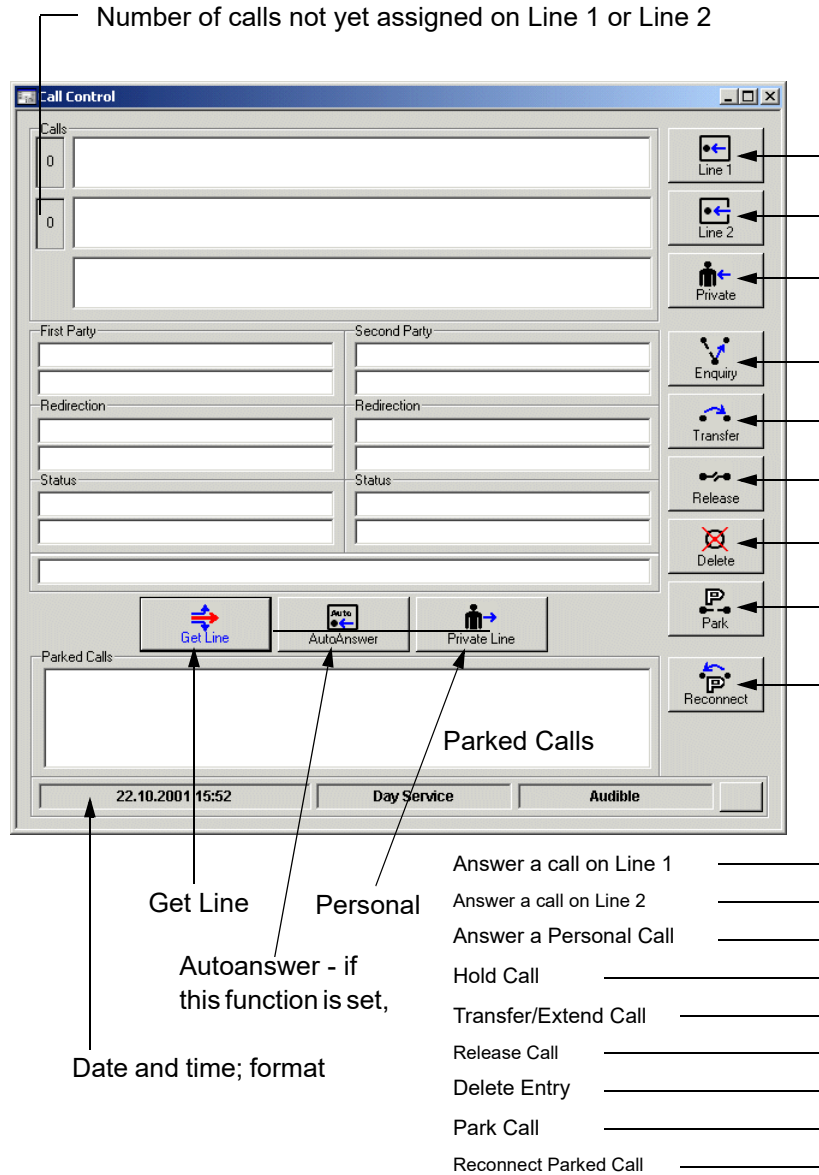 Number of calls not yet assigned on Line 1 or Line 2
Call Control
Calls
0
Line 1
0
Line 2
Private
First Party
Second Party
Enquiry
Redirection
Redirection
Transfer
Status
Status
Release
Delete
Get Line
Auto
AutoAnswer
Private Line
P
Park
Parked Calls
P
Reconnect
Parked Calls
22.10.2001 15:52
Day Service
Audible
Answer a call on Line 1
Get Line
Personal
Answer a call on Line 2
Answer a Personal Call
Autoanswer - if
this function is set,
Hold Call
Transfer/Extend Call
Release Call
Date and time; format
Delete Entry
Park Call
Reconnect Parked Call